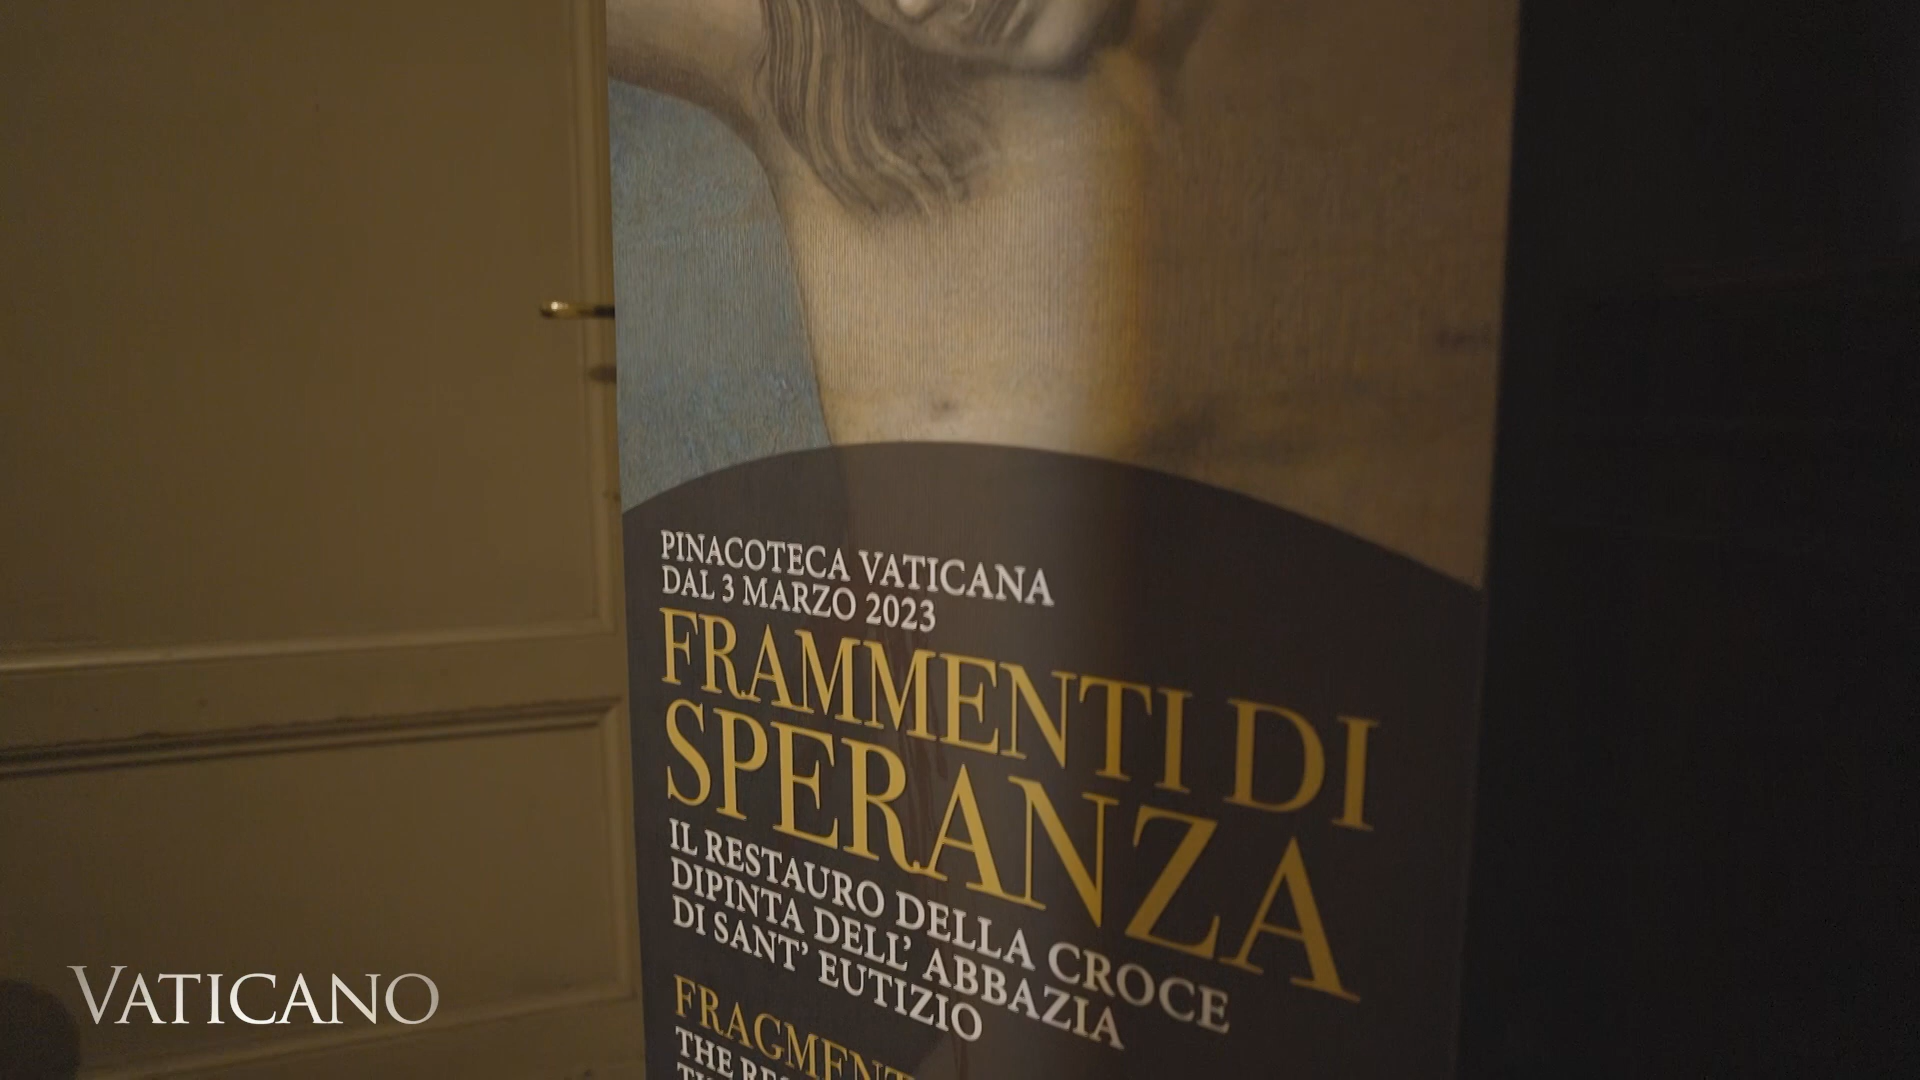 PINACOTECA VATICANA
DAL 3 MARZO 2023
FRAMMENTI DI
SPERANZA
IL RESTAURO DELLA CROCE
DIPINTA DELL' ABBAZIA
DI SANT' EUTIZIO
THE
VATICANO